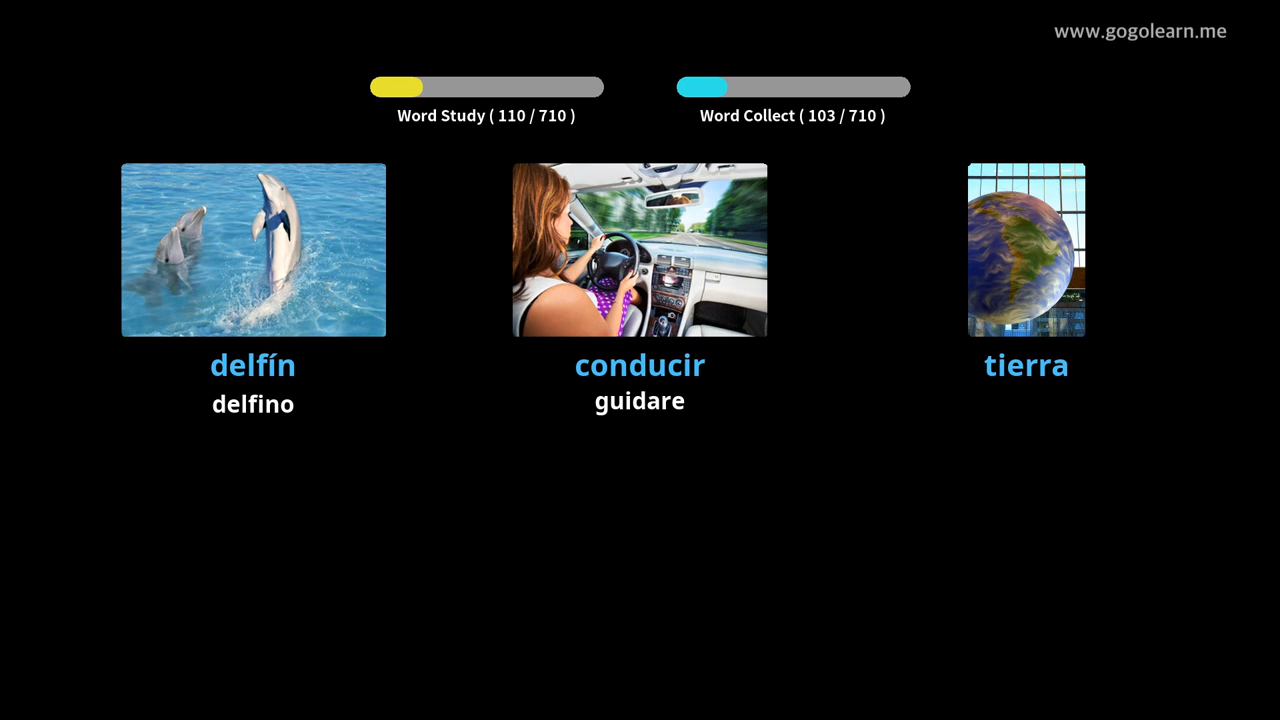 www.gogolearn.me
Word Study ( 110 / 710 )
Word Collect ( 103 / 710 )
delfín
delfino
conducir
guidare
tierra